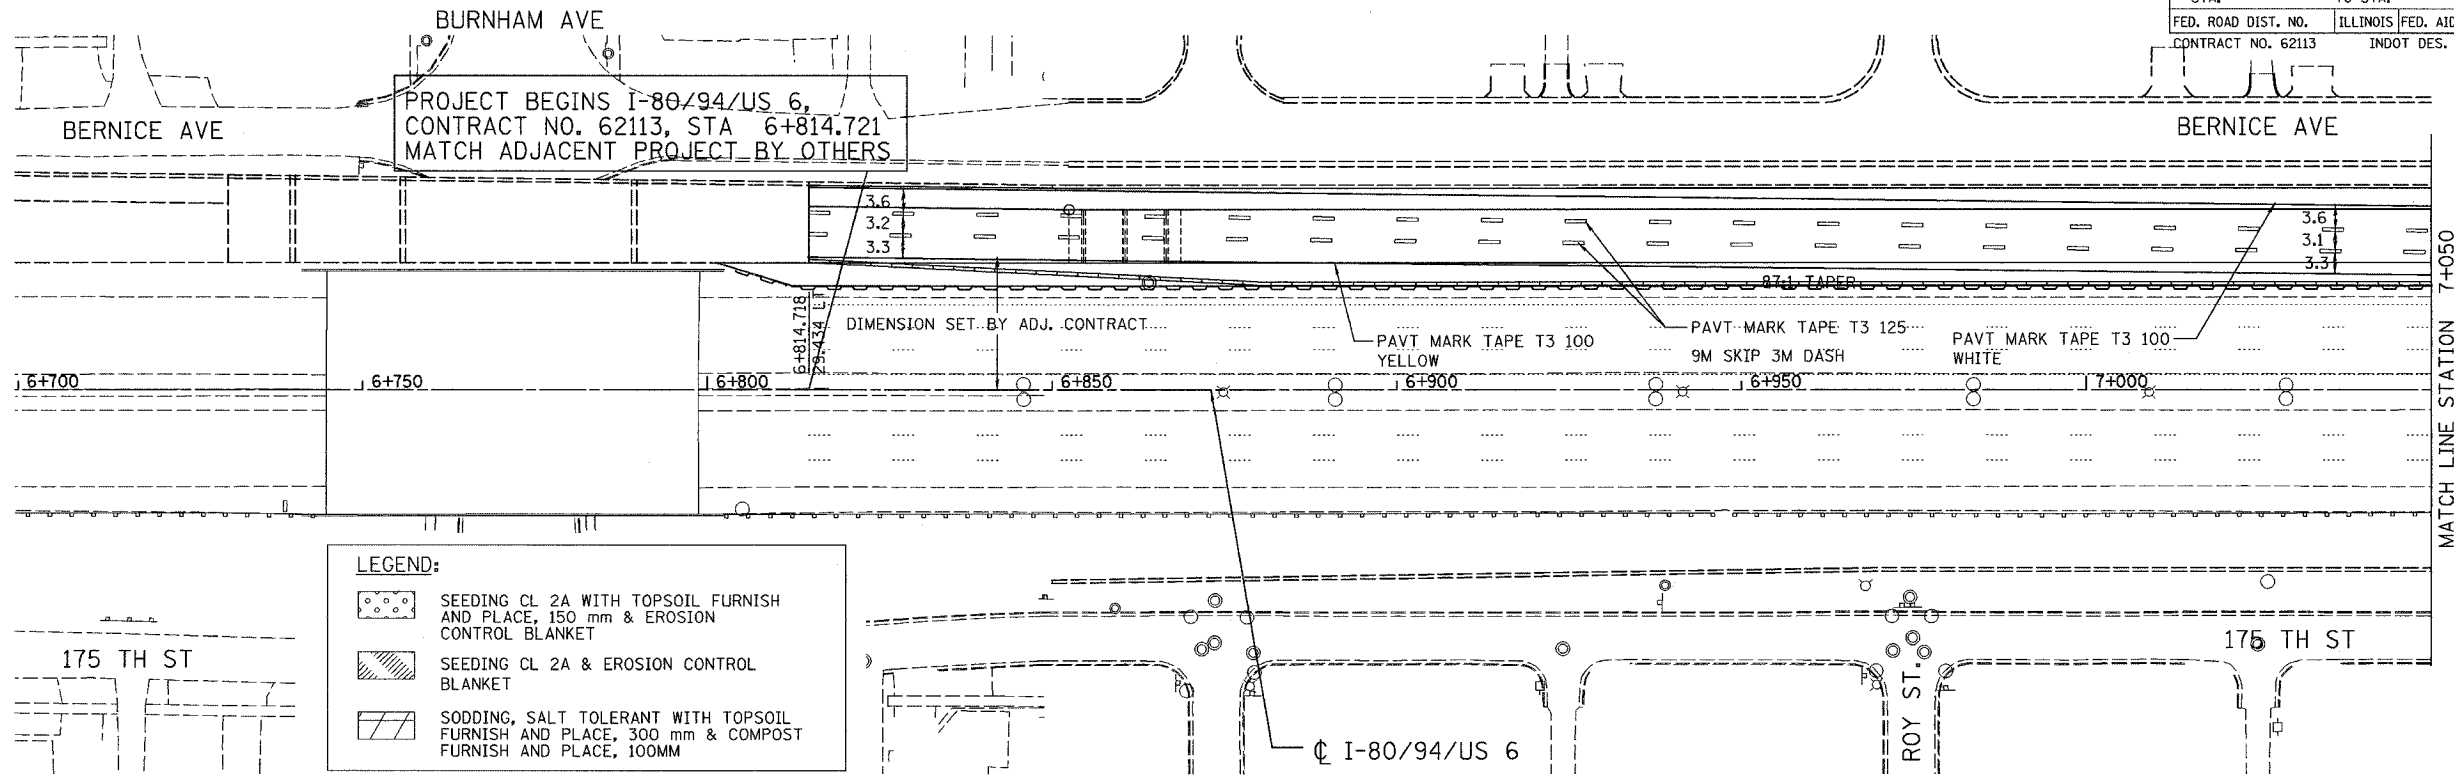 STA. TO STA.
FED. ROAD DIST. NO. ILLINOIS FED. AID
CONTRACT NO. 62113 INDOT DES.
BURNHAM AVE
PROJECT BEGINS I-80/94/US 6,
CONTRACT NO. 62113, STA 6+814.721
MATCH ADJACENT PROJECT BY OTHERS
BERNICE AVE
BERNICE AVE
3.6
3.2
3.3
3.6
3.1
3.3
87:1 TAPER
6+814.718
29.434 LT
DIMENSION SET BY ADJ. CONTRACT
PAVT MARK TAPE T3 100
YELLOW
PAVT MARK TAPE T3 125
9M SKIP 3M DASH
PAVT MARK TAPE T3 100
WHITE
6+700
6+750
6+800
6+850
6+900
6+950
7+000
MATCH LINE STATION 7+050
LEGEND:
SEEDING CL 2A WITH TOPSOIL FURNISH
AND PLACE, 150 mm & EROSION
CONTROL BLANKET
SEEDING CL 2A & EROSION CONTROL
BLANKET
SODDING, SALT TOLERANT WITH TOPSOIL
FURNISH AND PLACE, 300 mm & COMPOST
FURNISH AND PLACE, 100MM
175 TH ST
175 TH ST
ROY ST.
℄ I-80/94/US 6